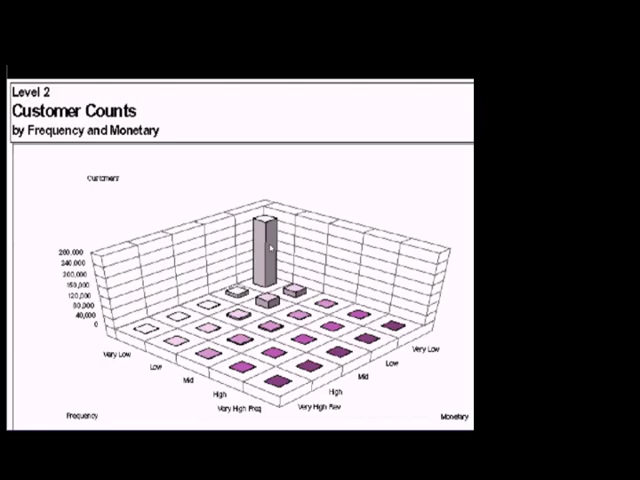 Level 2
Customer Counts
by Frequency and Monetary
Customers
280,000
240,000
200,000
160,000
120,000
80,000
40,000
0
Very Low
Low
Mid
High
Very High Freq
Very High Rev
High
Mid
Low
Very Low
Frequency
Monetary